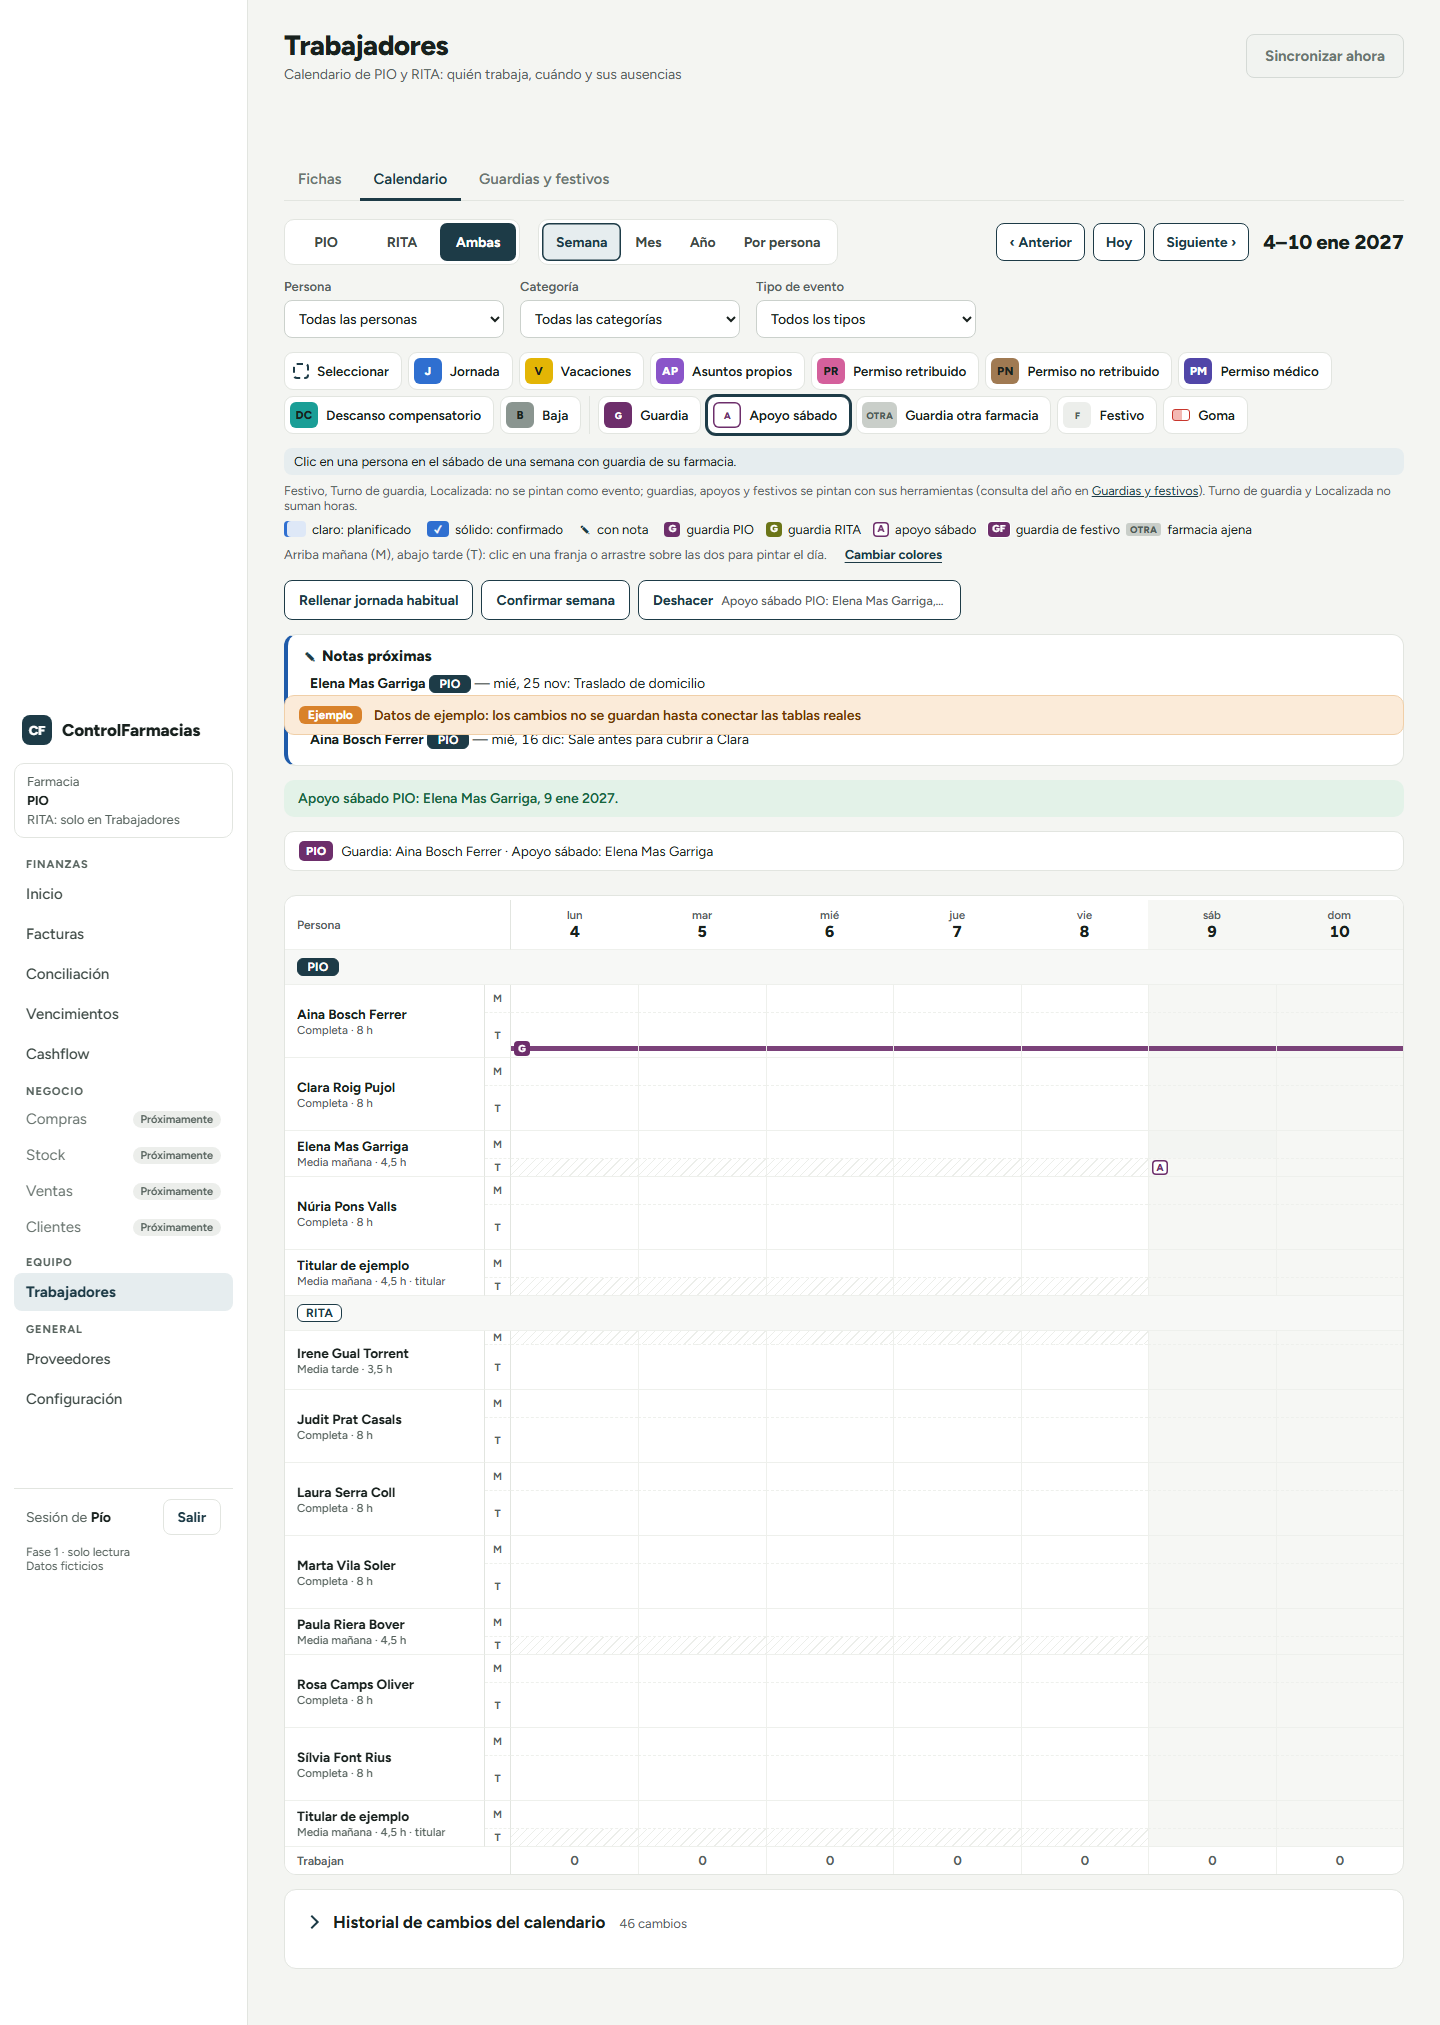 Trabajadores
Calendario de PIO y RITA: quién trabaja, cuándo y sus ausencias
Sincronizar ahora
Fichas
Calendario
Guardias y festivos
PIO
RITA
Ambas
Semana
Mes
Año
Por persona
‹ Anterior
Hoy
Siguiente ›
4–10 ene 2027
Persona
Categoría
Tipo de evento
Todas las personas
Todas las categorías
Todos los tipos
Seleccionar
J Jornada
V Vacaciones
AP Asuntos propios
PR Permiso retribuido
PN Permiso no retribuido
PM Permiso médico
DC Descanso compensatorio
B Baja
G Guardia
A Apoyo sábado
OTRA Guardia otra farmacia
F Festivo
Goma
Clic en una persona en el sábado de una semana con guardia de su farmacia.
Festivo, Turno de guardia, Localizada: no se pintan como evento; guardias, apoyos y festivos se pintan con sus herramientas (consulta del año en Guardias y festivos). Turno de guardia y Localizada no
suman horas.
claro: planificado
✓ sólido: confirmado
con nota
G guardia PIO
G guardia RITA
A apoyo sábado
GF guardia de festivo
OTRA farmacia ajena
Arriba mañana (M), abajo tarde (T): clic en una franja o arrastre sobre las dos para pintar el día.
Cambiar colores
Rellenar jornada habitual
Confirmar semana
Deshacer Apoyo sábado PIO: Elena Mas Garriga,...
Notas próximas
Elena Mas Garriga PIO — mié, 25 nov: Traslado de domicilio
Ejemplo Datos de ejemplo: los cambios no se guardan hasta conectar las tablas reales
Aina Bosch Ferrer PIO — mié, 16 dic: Sale antes para cubrir a Clara
Apoyo sábado PIO: Elena Mas Garriga, 9 ene 2027.
PIO Guardia: Aina Bosch Ferrer · Apoyo sábado: Elena Mas Garriga
CF ControlFarmacias
Farmacia
PIO
RITA: solo en Trabajadores
FINANZAS
Inicio
Facturas
Conciliación
Vencimientos
Cashflow
NEGOCIO
Compras Próximamente
Stock Próximamente
Ventas Próximamente
Clientes Próximamente
EQUIPO
Trabajadores
GENERAL
Proveedores
Configuración
Sesión de Pío
Salir
Fase 1 · solo lectura
Datos ficticios
Persona
lun 4
mar 5
mié 6
jue 7
vie 8
sáb 9
dom 10
PIO
Aina Bosch Ferrer
Completa · 8 h
M
T
G
Clara Roig Pujol
Completa · 8 h
M
T
Elena Mas Garriga
Media mañana · 4,5 h
M
T
A
Núria Pons Valls
Completa · 8 h
M
T
Titular de ejemplo
Media mañana · 4,5 h · titular
M
T
RITA
Irene Gual Torrent
Media tarde · 3,5 h
M
T
Judit Prat Casals
Completa · 8 h
M
T
Laura Serra Coll
Completa · 8 h
M
T
Marta Vila Soler
Completa · 8 h
M
T
Paula Riera Bover
Media mañana · 4,5 h
M
T
Rosa Camps Oliver
Completa · 8 h
M
T
Sílvia Font Rius
Completa · 8 h
M
T
Titular de ejemplo
Media mañana · 4,5 h · titular
M
T
Trabajan 0 0 0 0 0 0 0
Historial de cambios del calendario 46 cambios